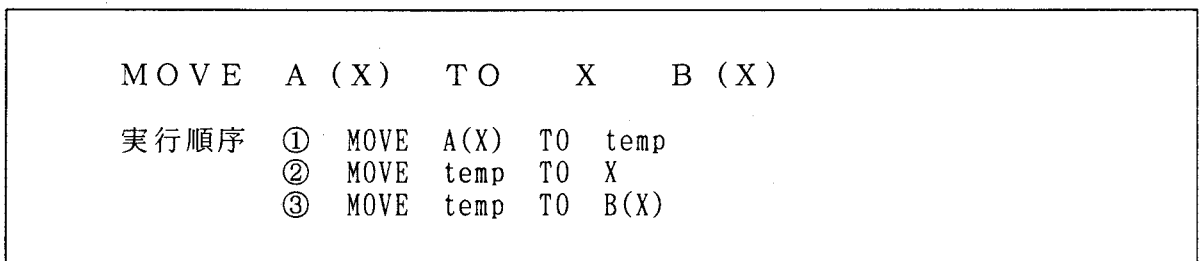 MOVE A(X) TO X B(X)
実行順序 ① MOVE A(X) TO temp
② MOVE temp TO X
③ MOVE temp TO B(X)